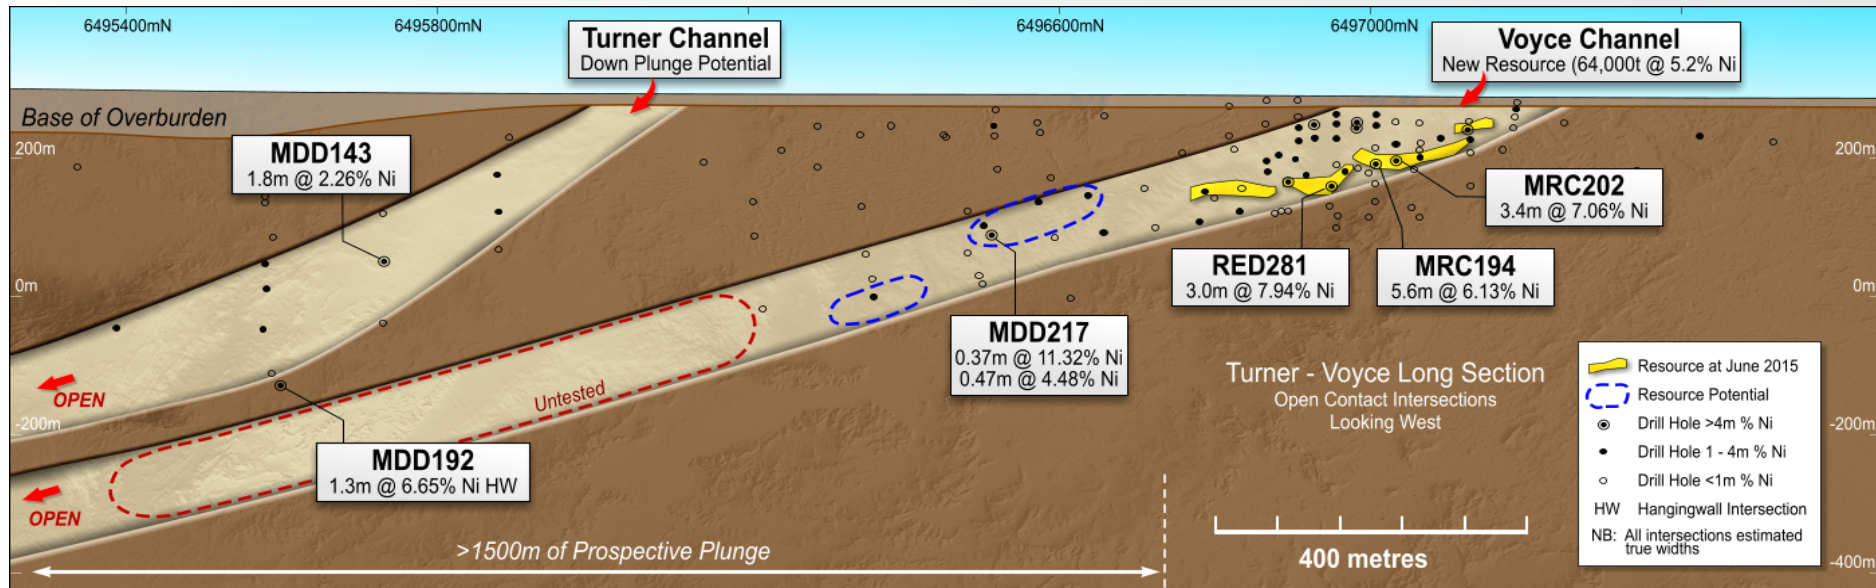 6495400mN
6495800mN
6496600mN
6497000mN
Turner Channel
Down Plunge Potential
Voyce Channel
New Resource (64,000t @ 5.2% Ni
Base of Overburden
MDD143
1.8m @ 2.26% Ni
200m
200m
MRC202
3.4m @ 7.06% Ni
RED281
3.0m @ 7.94% Ni
MRC194
5.6m @ 6.13% Ni
0m
0m
MDD217
0.37m @ 11.32% Ni
0.47m @ 4.48% Ni
OPEN
Untested
-200m
-200m
MDD192
1.3m @ 6.65% Ni HW
OPEN
Turner - Voyce Long Section
Open Contact Intersections
Looking West
Resource at June 2015
Resource Potential
Drill Hole >4m % Ni
Drill Hole 1 - 4m % Ni
Drill Hole <1m % Ni
HW Hangingwall Intersection
NB: All intersections estimated
true widths
>1500m of Prospective Plunge
400 metres
-400m